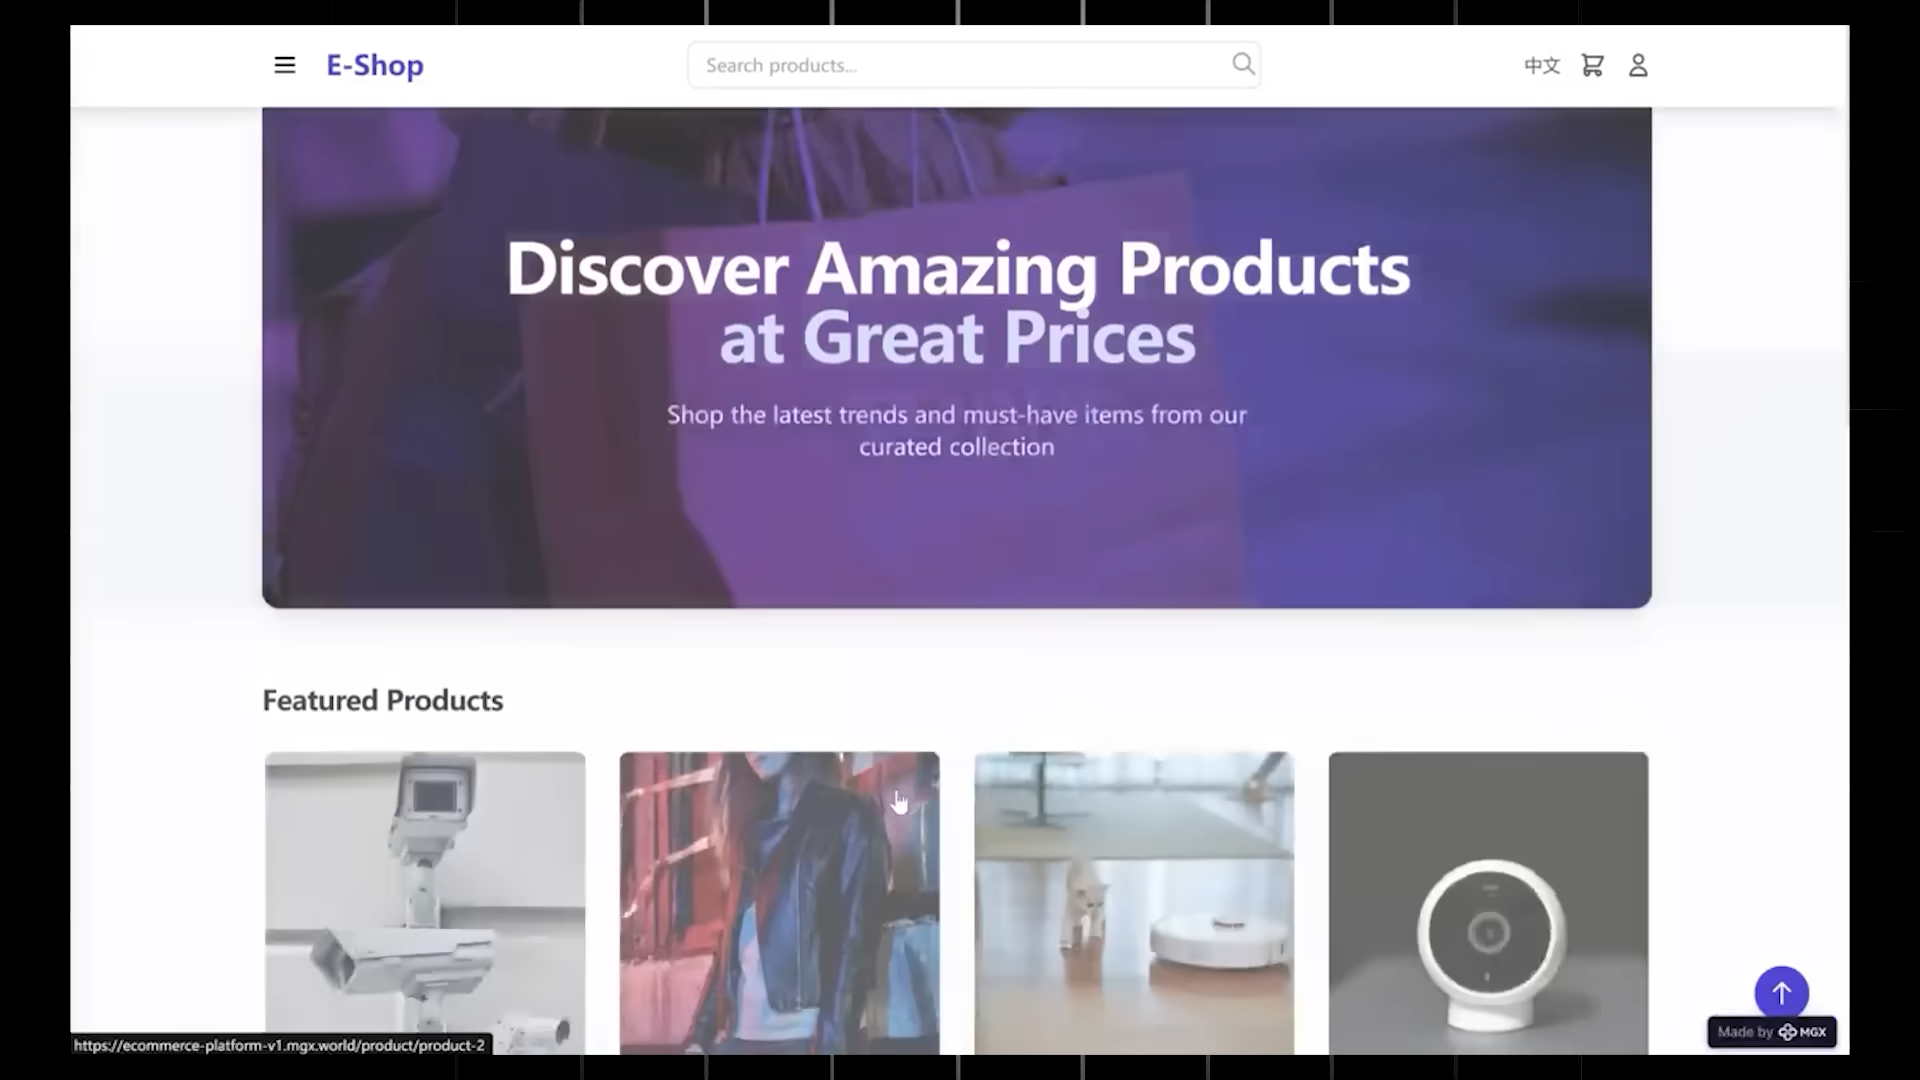 E-Shop
Search products...
中文
Discover Amazing Products
at Great Prices
Shop the latest trends and must-have items from our
curated collection
Featured Products
https://ecommerce-platform-v1.mgx.world/product/product-2
Made by MGX